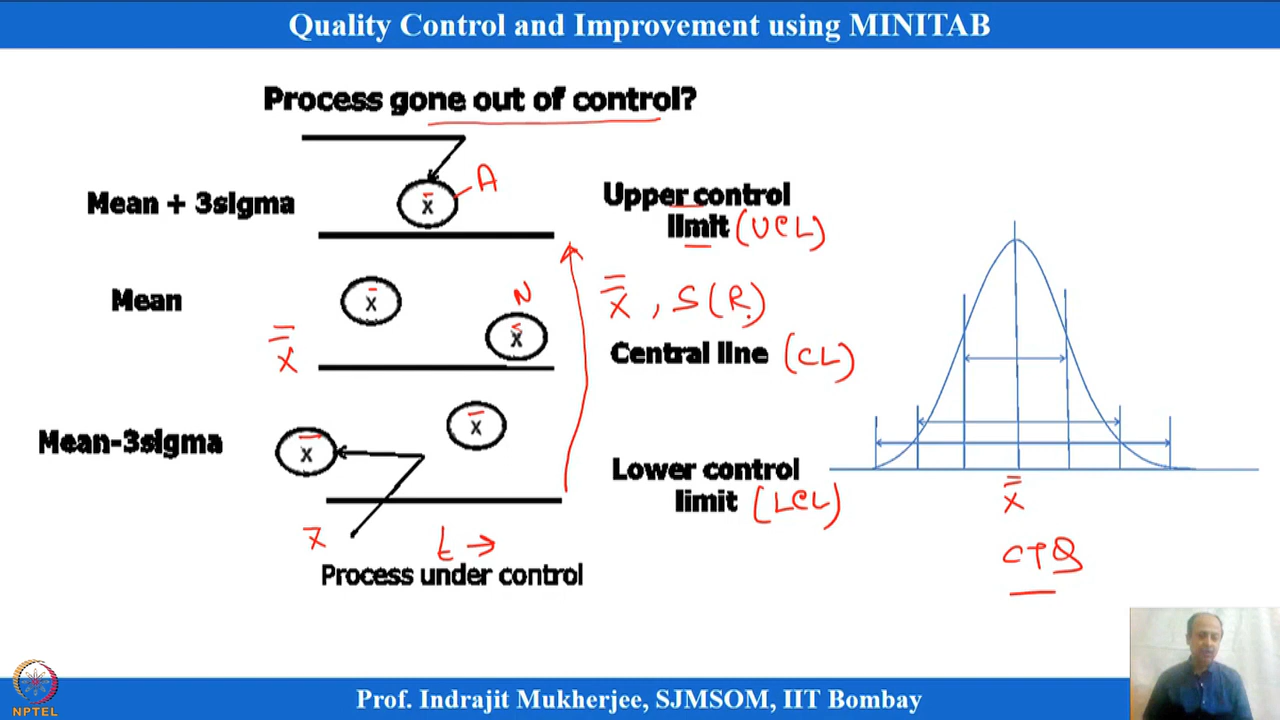 Quality Control and Improvement using MINITAB
Process gone out of control?
A
x̄
Mean + 3sigma
Upper control
limit (UCL)
Mean
x̄
N
x̄
x̿
x̿, S(R)
Central line (CL)
Mean-3sigma
x̄
x̄
Lower control
limit (LCL)
x̄
t →
Process under control
x̿
CTQ
NPTEL
Prof. Indrajit Mukherjee, SJMSOM, IIT Bombay